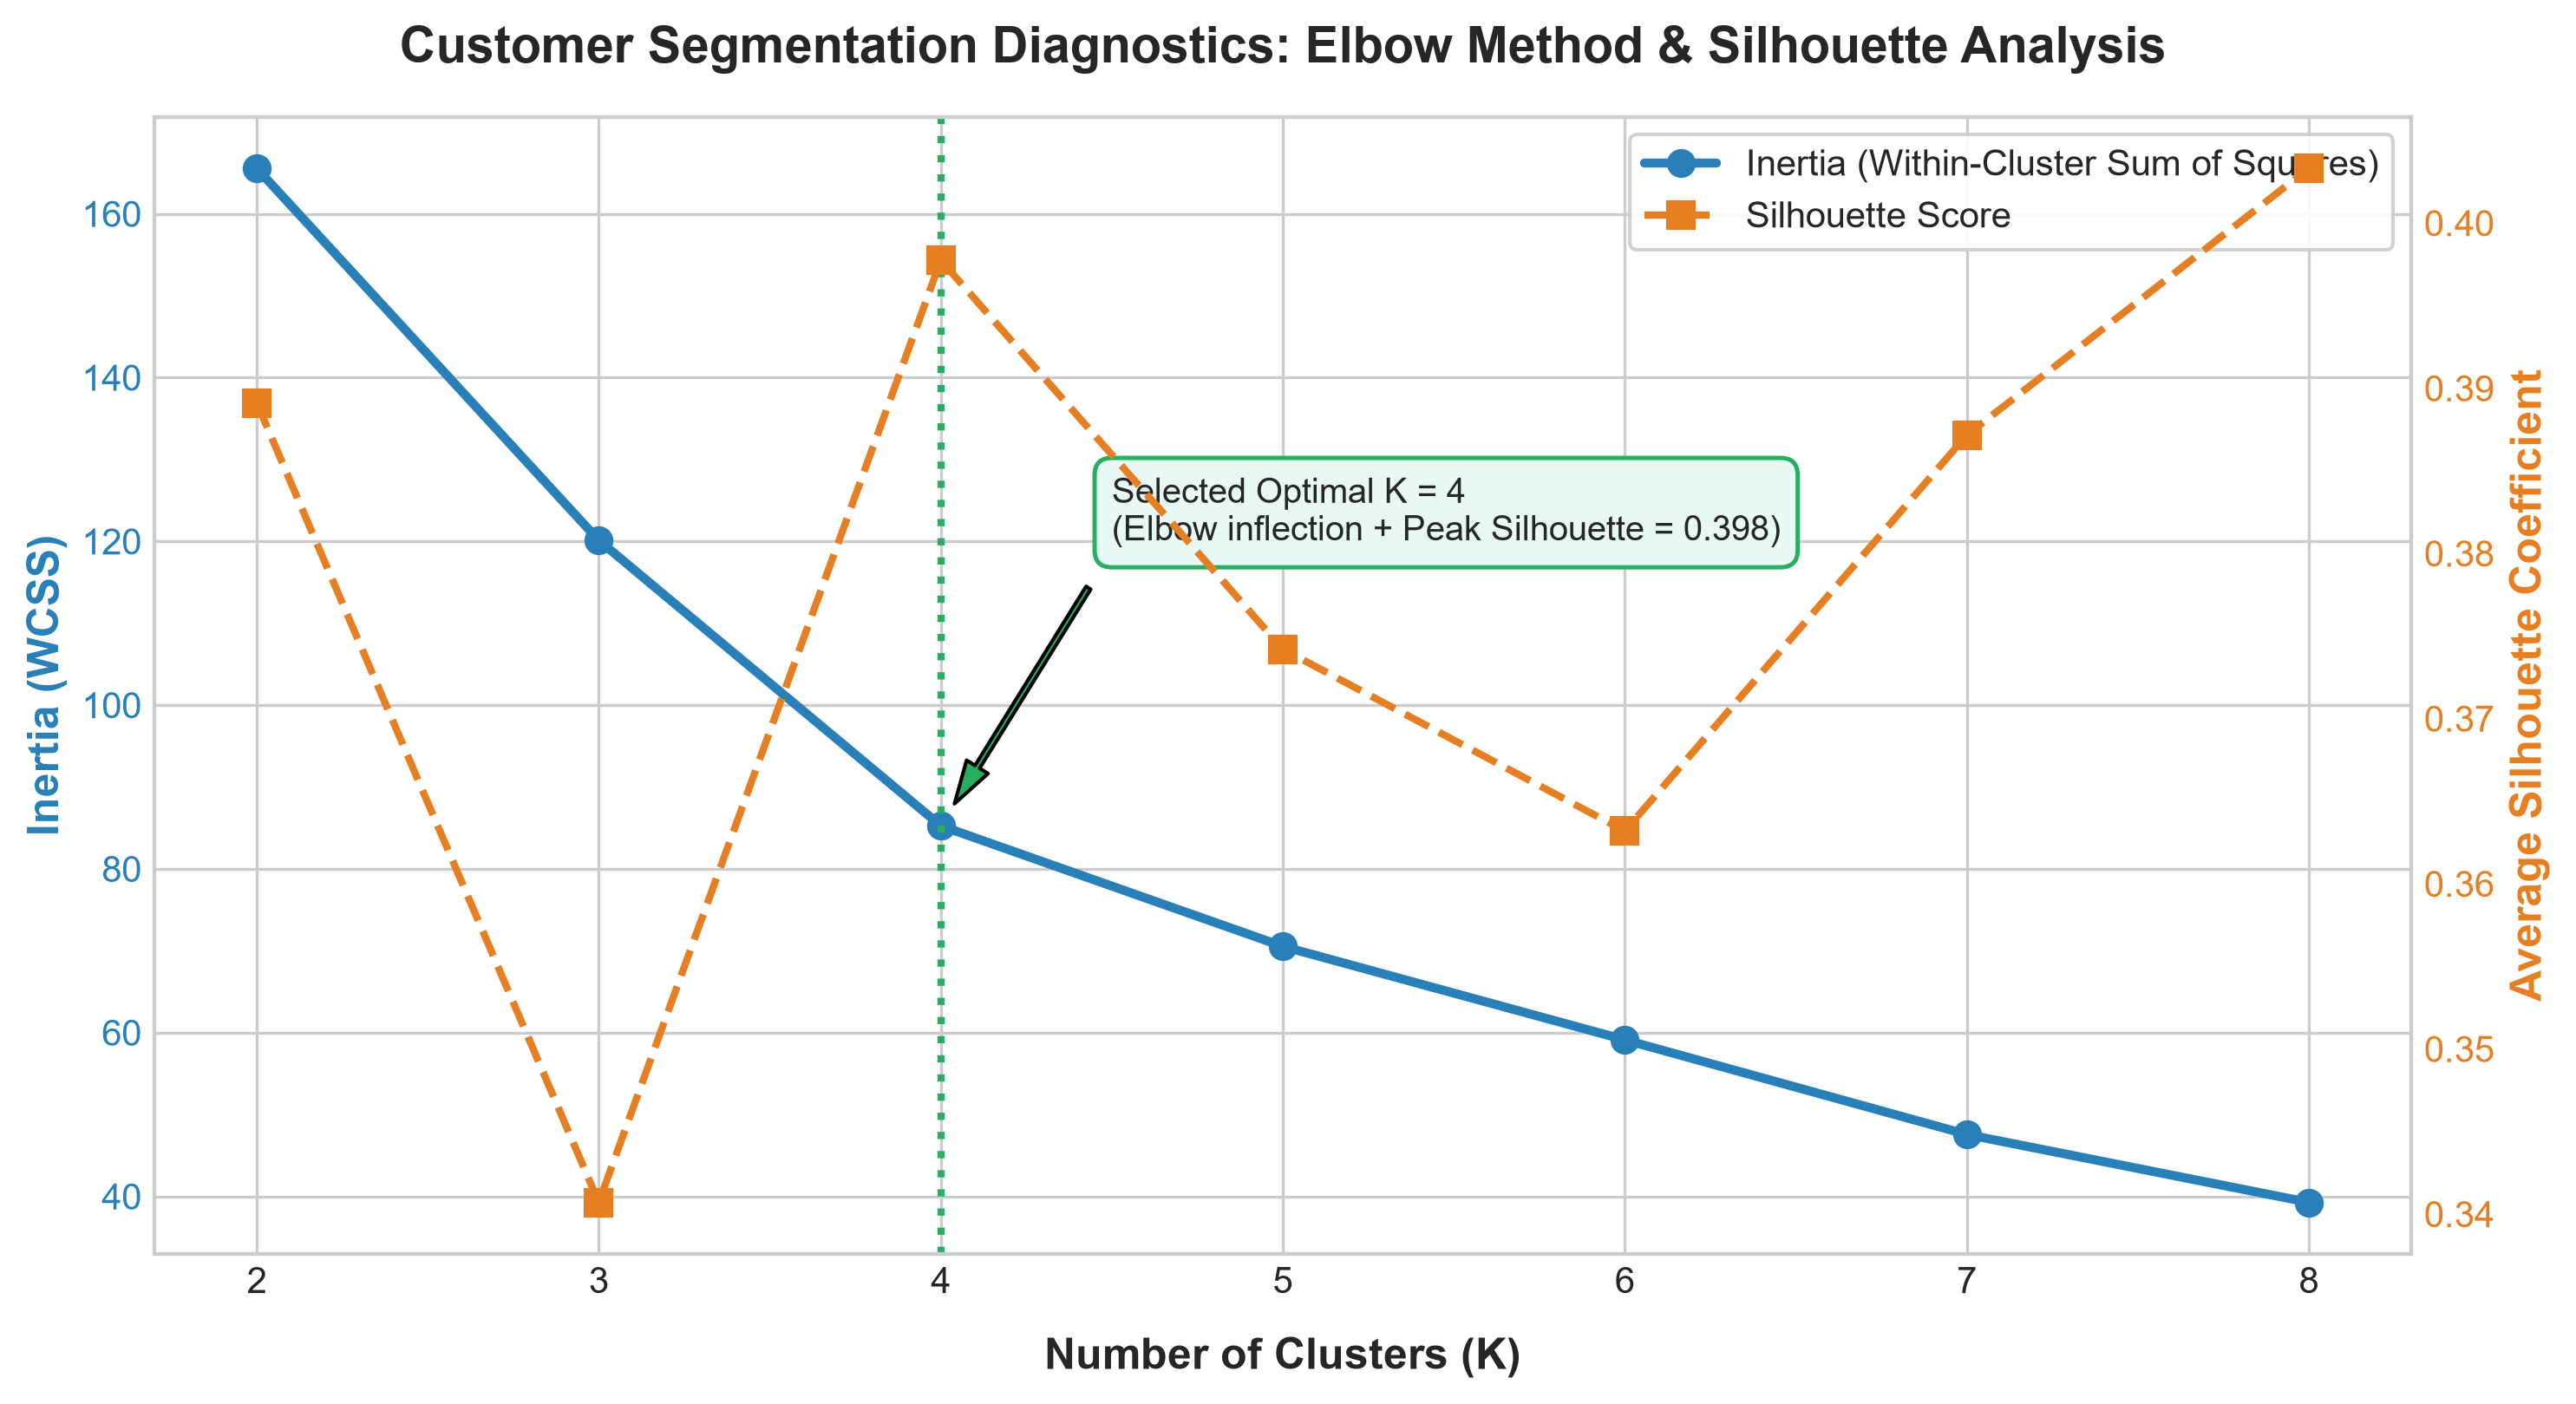 Customer Segmentation Diagnostics: Elbow Method & Silhouette Analysis
Inertia (Within-Cluster Sum of Squares)
Silhouette Score
Selected Optimal K = 4
(Elbow inflection + Peak Silhouette = 0.398)
Inertia (WCSS)
160
140
120
100
80
60
40
0.40
0.39
0.38
0.37
0.36
0.35
0.34
Average Silhouette Coefficient
2 3 4 5 6 7 8
Number of Clusters (K)